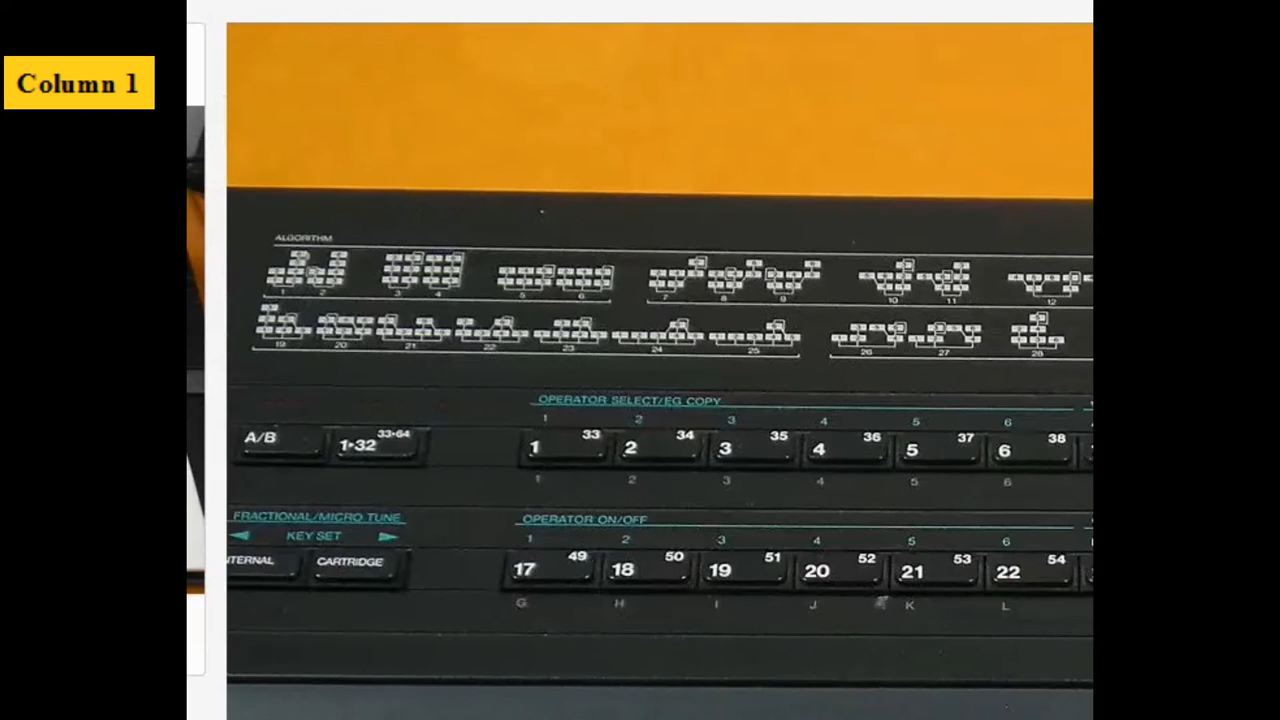 Column 1
ALGORITHM
1 2 3 4 5 6 7 8 9 10 11 12
19 20 21 22 23 24 25 26 27 28
OPERATOR SELECT/EG COPY
1 2 3 4 5 6
A/B 1▸32 33▸64 1 33 2 34 3 35 4 36 5 37 6 38
1 2 3 4 5 6
FRACTIONAL/MICRO TUNE OPERATOR ON/OFF
◀ KEY SET ▶ 1 2 3 4 5 6
NTERNAL CARTRIDGE 17 49 18 50 19 51 20 52 21 53 22 54
G H I J K L